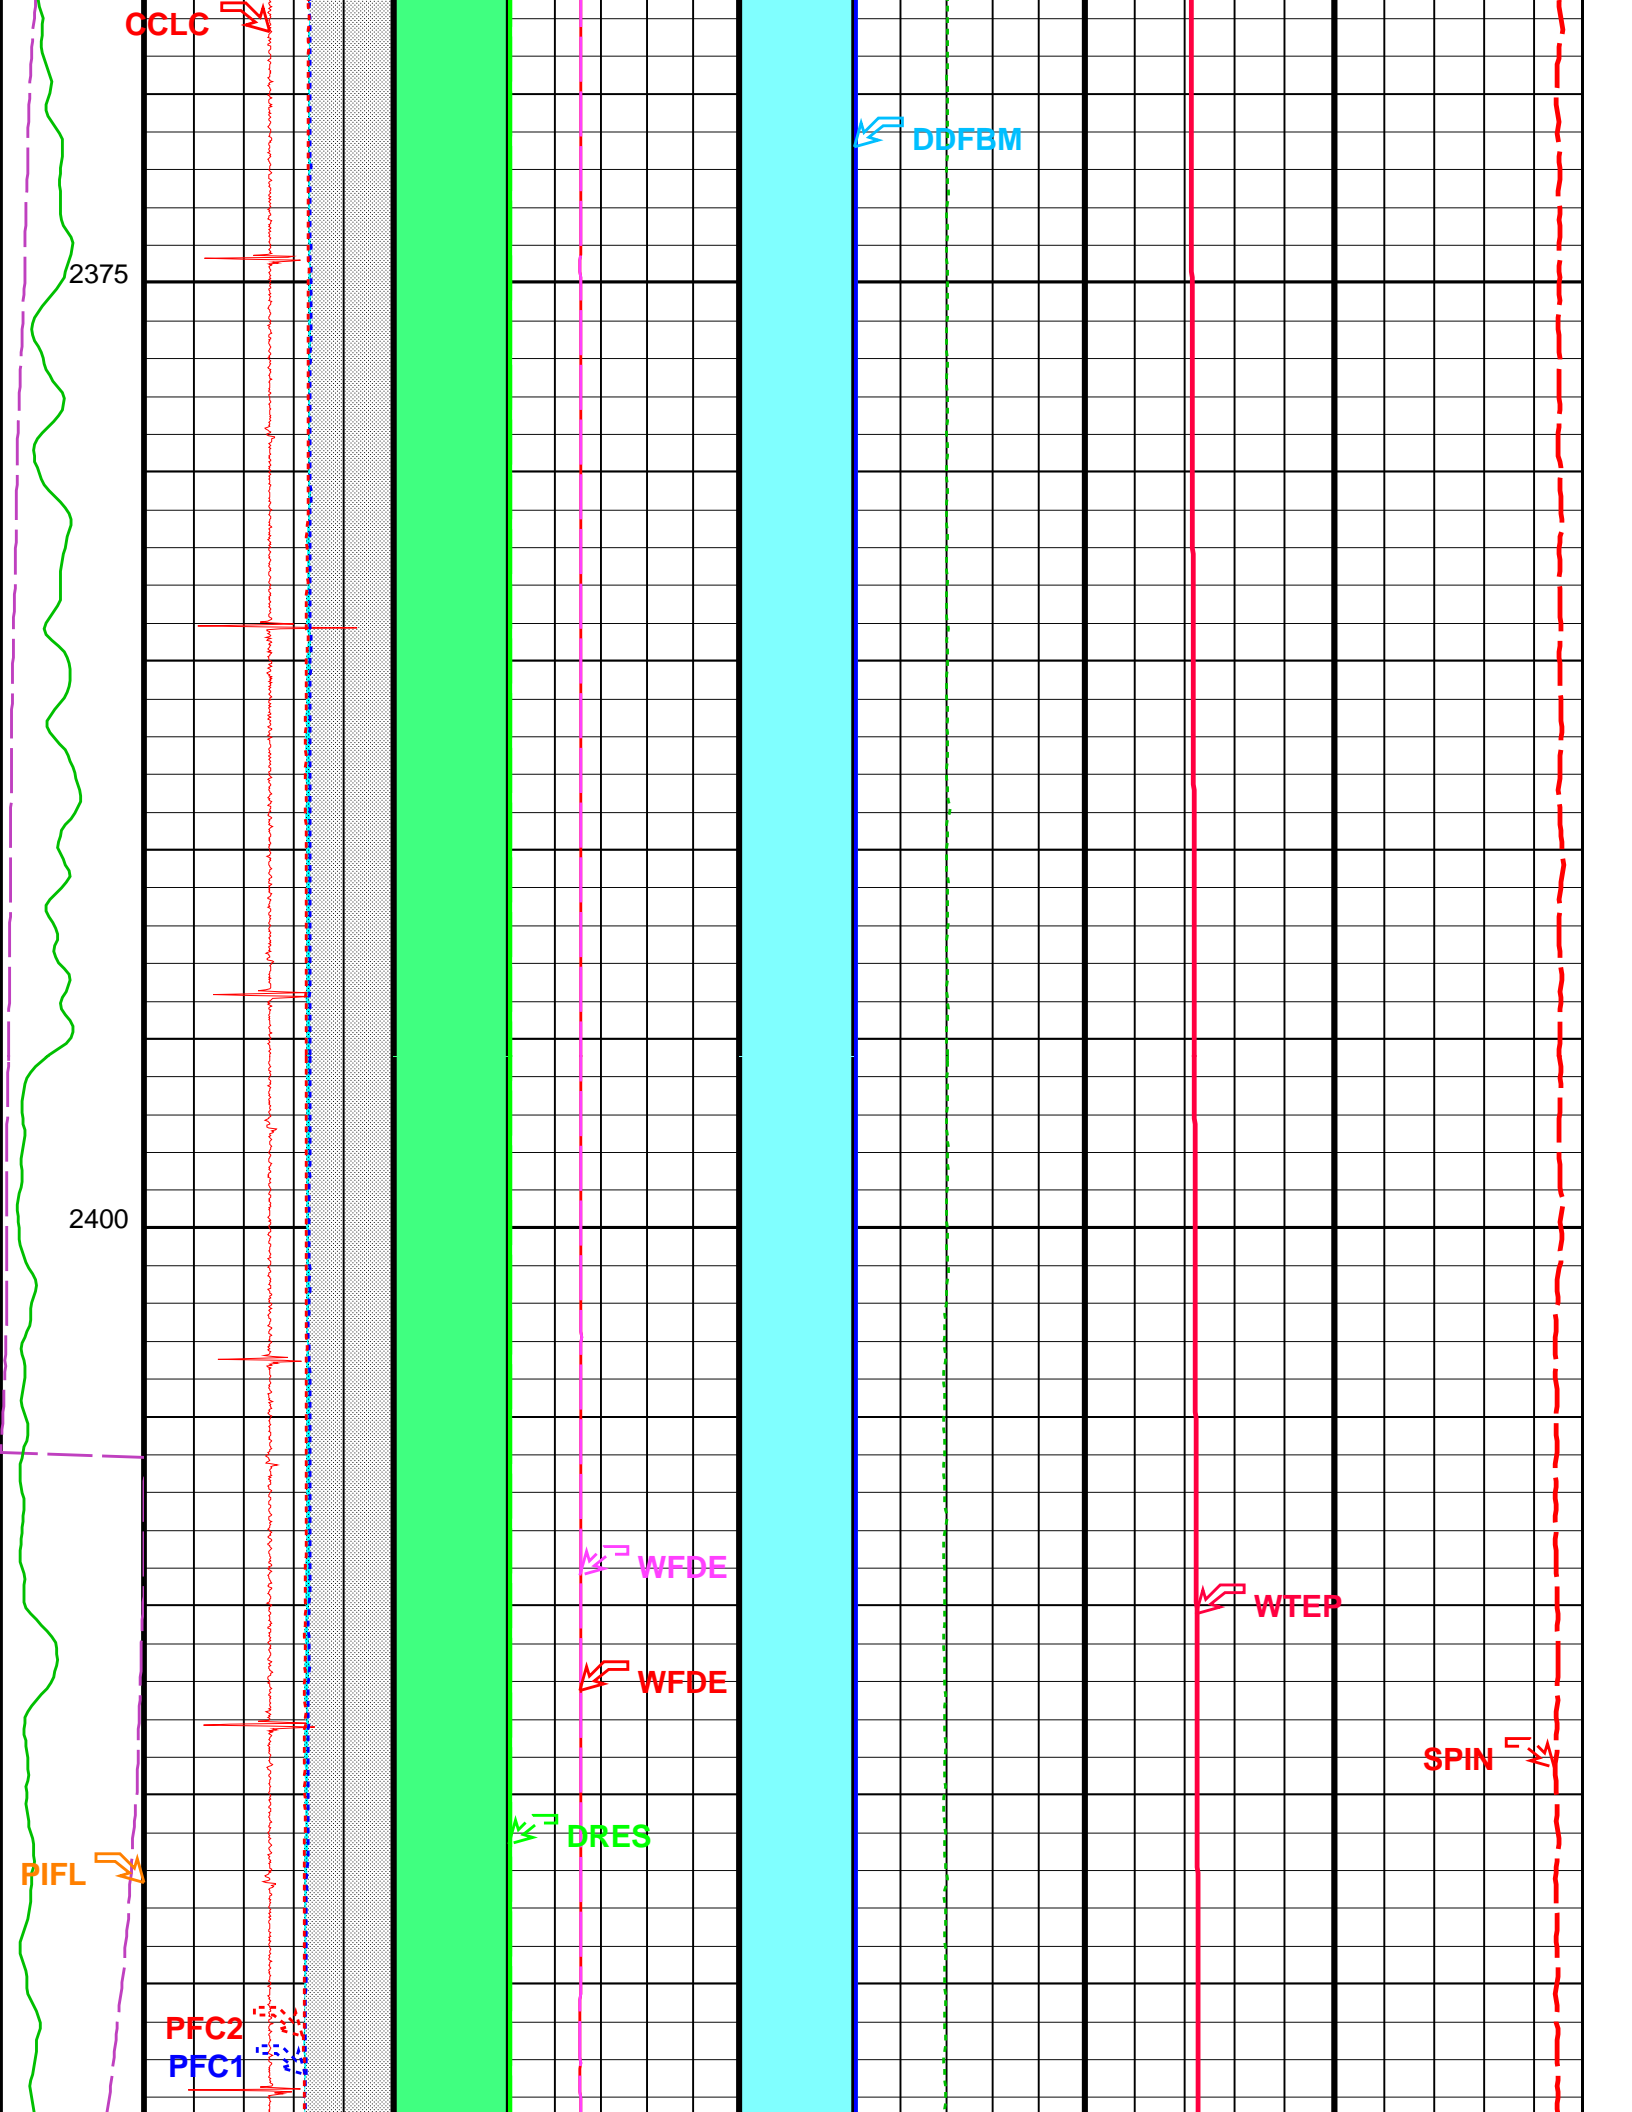 CCLC
DDFBM
2375
2400
WFDE
WTEP
WFDE
SPIN
DRES
PIFL
PFC2
PFC1